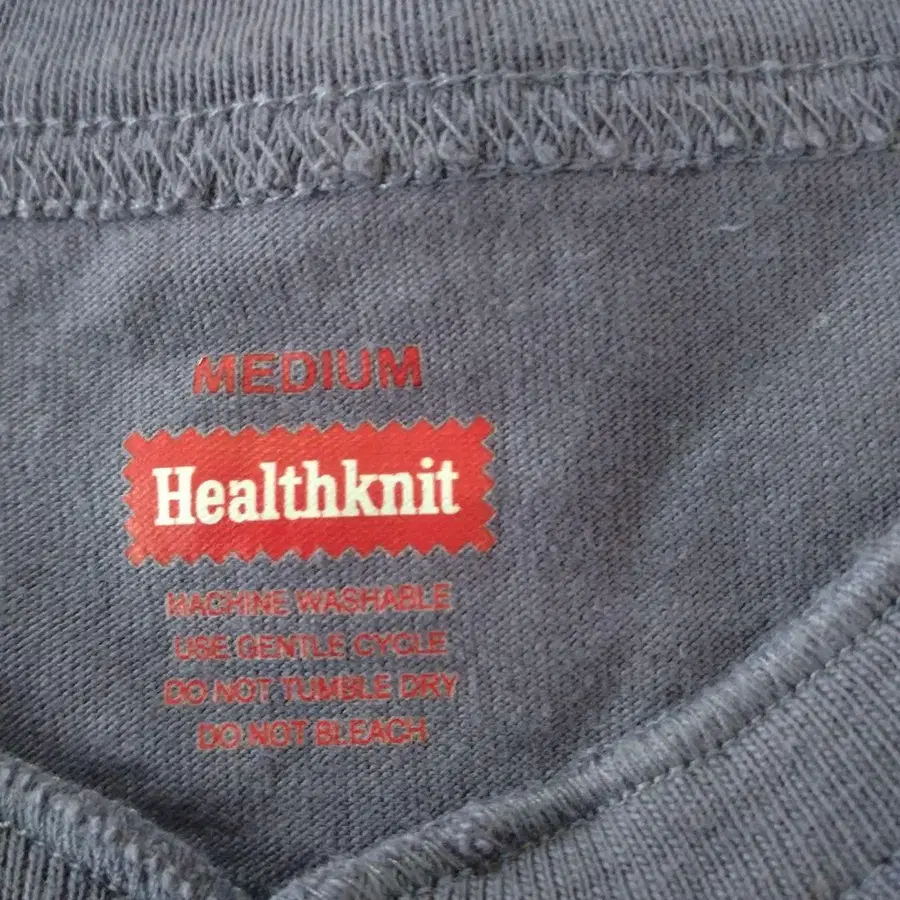 MEDIUM
Healthknit
MACHINE WASHABLE
USE GENTLE CYCLE
DO NOT TUMBLE DRY
DO NOT BLEACH